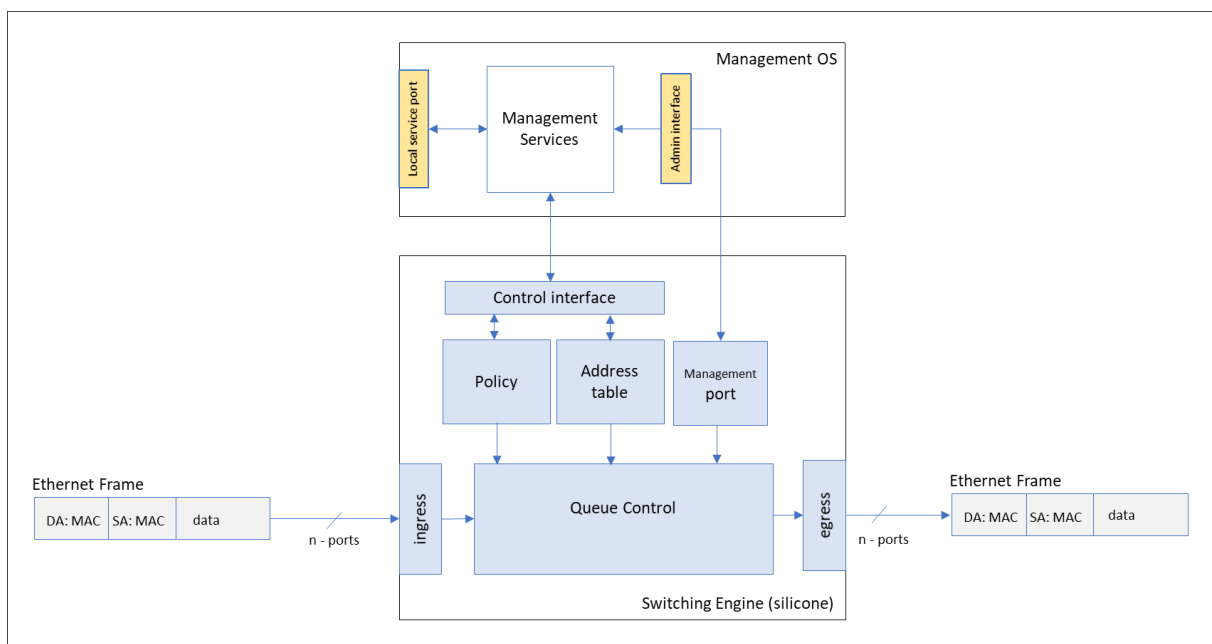 Management OS
Local service port
Management
Services
Admin interface
Control interface
Policy
Address
table
Management
port
Ethernet Frame
DA: MAC SA: MAC data
n - ports
ingress
Queue Control
egress
n - ports
Ethernet Frame
DA: MAC SA: MAC data
Switching Engine (silicone)